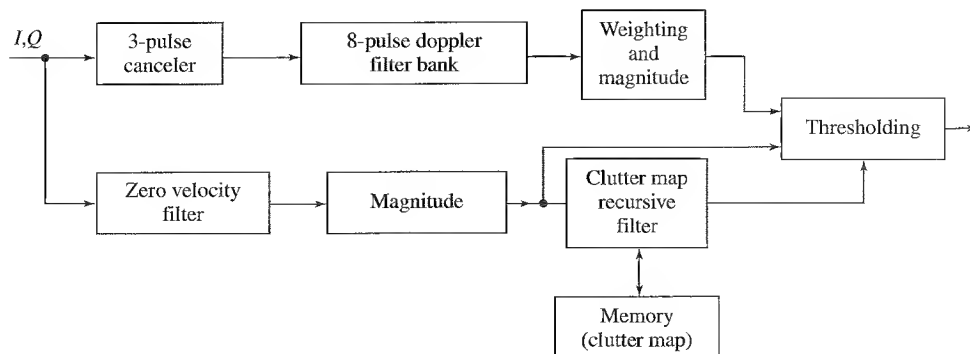 I,Q
3-pulse
canceler
8-pulse doppler
filter bank
Weighting
and
magnitude
Thresholding
Zero velocity
filter
Magnitude
Clutter map
recursive
filter
Memory
(clutter map)